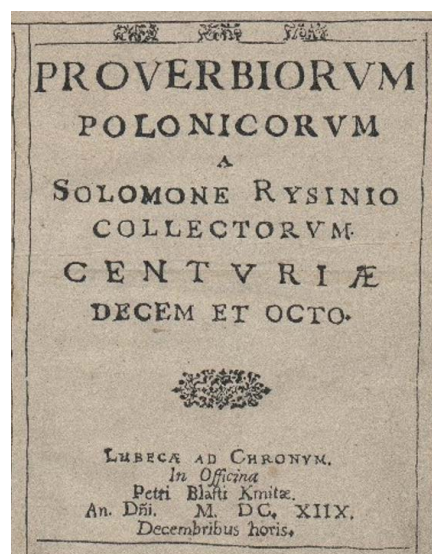 PROVERBIORVM
POLONICORVM
A
SOLOMONE RYSINIO
COLLECTORVM.
CENTVRIÆ
DECEM ET OCTO.
LUBECÆ AD CHRONVM.
In Officina
Petri Blasti Kmitæ.
An. Dñi. M. DC. XIIX.
Decembribus horis.